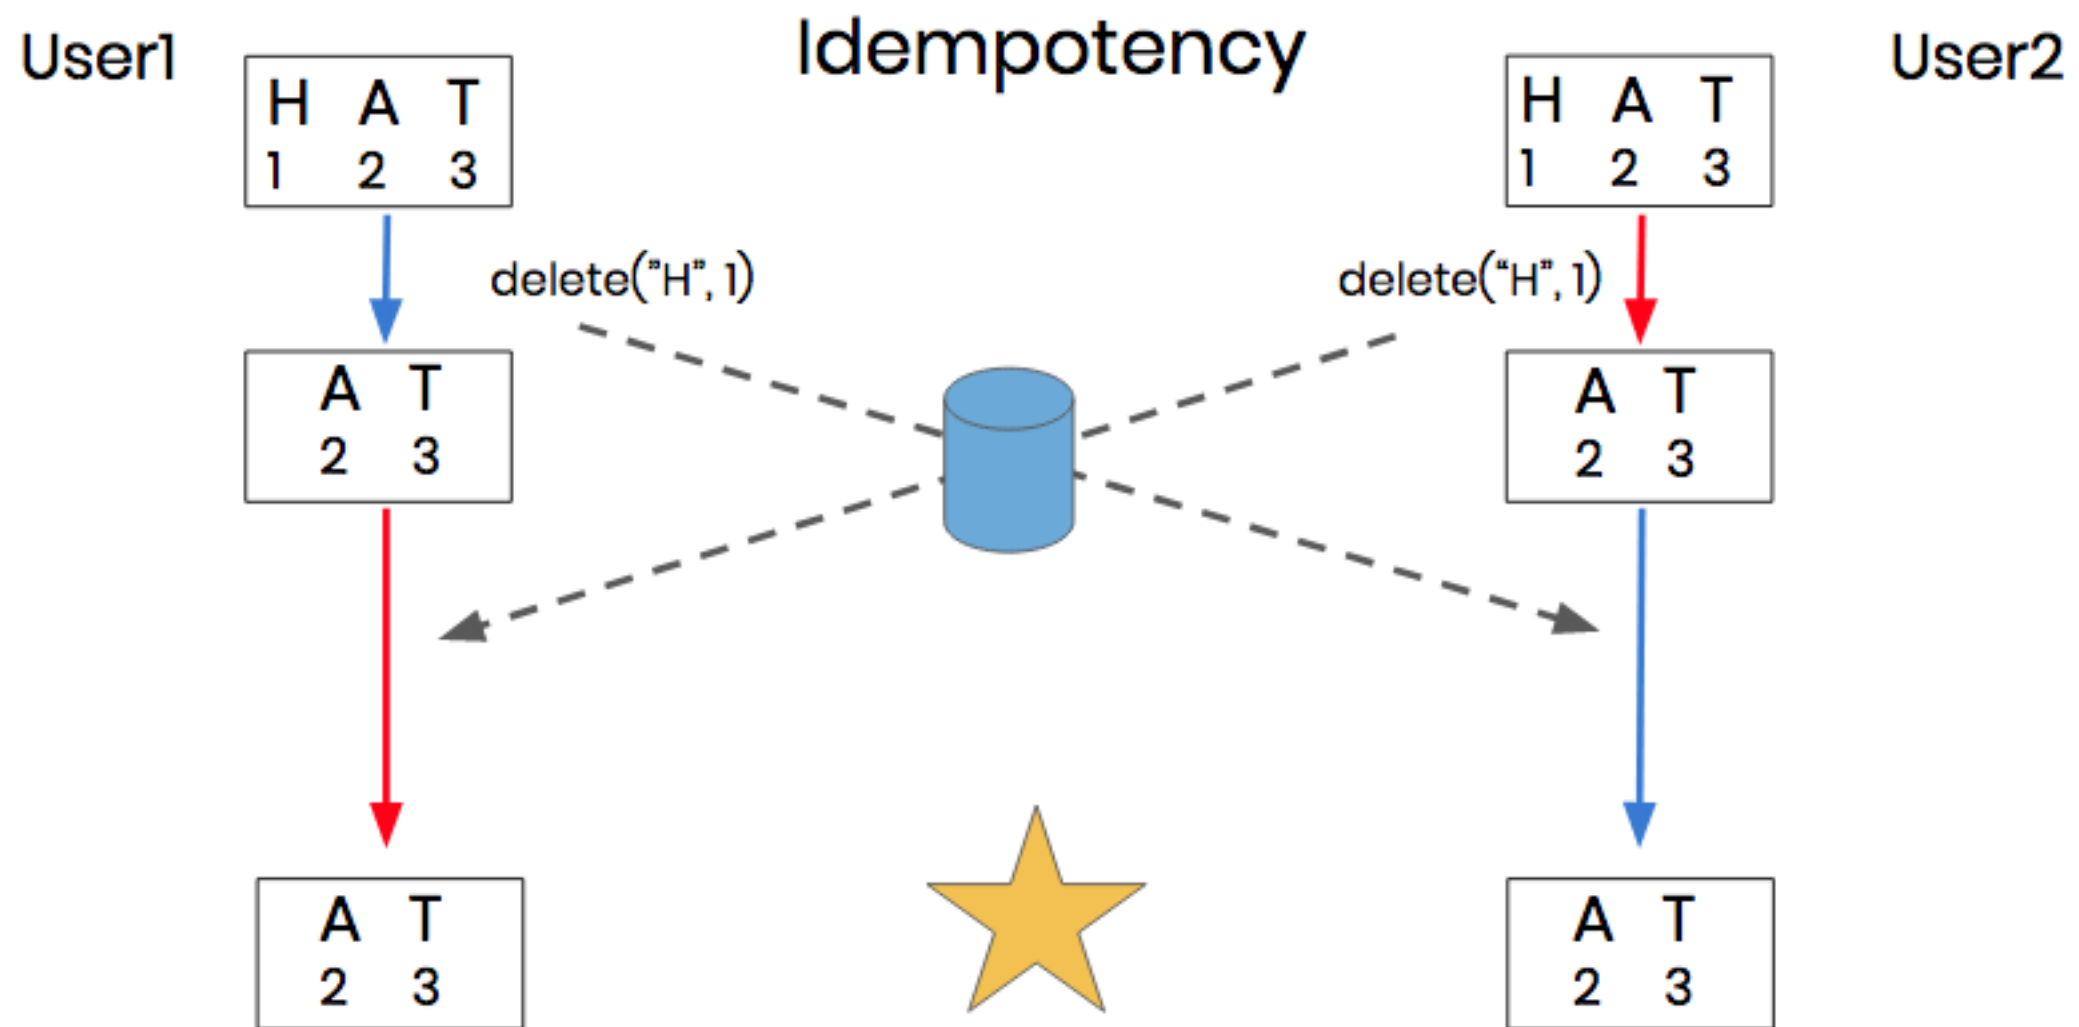 User1
Idempotency
User2
H A T
1 2 3
H A T
1 2 3
delete(”H”, 1)
delete(“H”, 1)
A T
2 3
A T
2 3
A T
2 3
A T
2 3